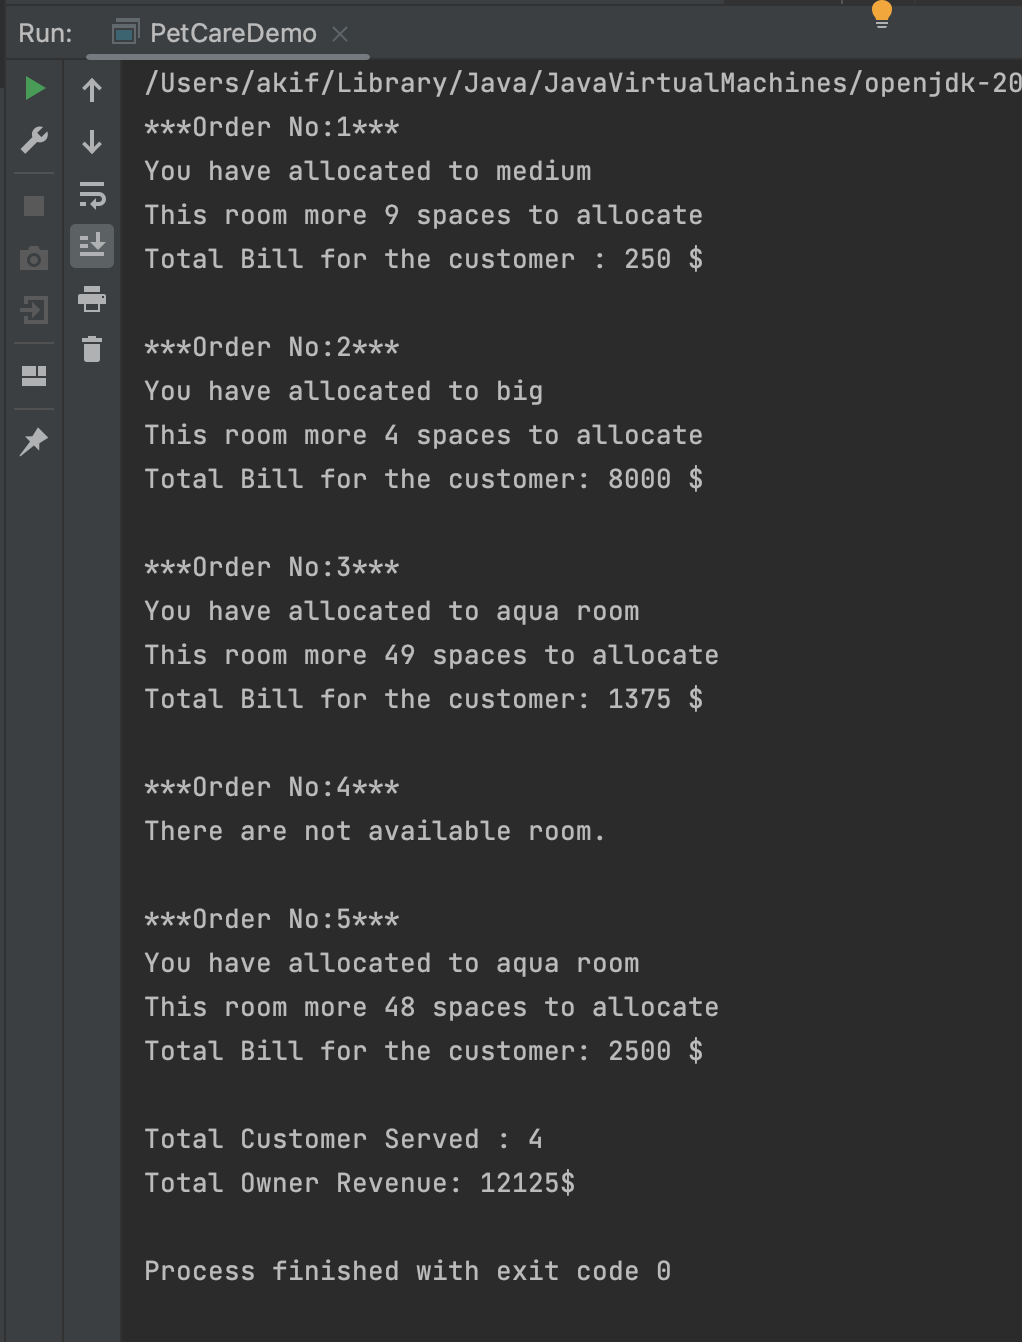 Run: PetCareDemo
/Users/akif/Library/Java/JavaVirtualMachines/openjdk-20
***Order No:1***
You have allocated to medium
This room more 9 spaces to allocate
Total Bill for the customer : 250 $
***Order No:2***
You have allocated to big
This room more 4 spaces to allocate
Total Bill for the customer: 8000 $
***Order No:3***
You have allocated to aqua room
This room more 49 spaces to allocate
Total Bill for the customer: 1375 $
***Order No:4***
There are not available room.
***Order No:5***
You have allocated to aqua room
This room more 48 spaces to allocate
Total Bill for the customer: 2500 $
Total Customer Served : 4
Total Owner Revenue: 12125$
Process finished with exit code 0